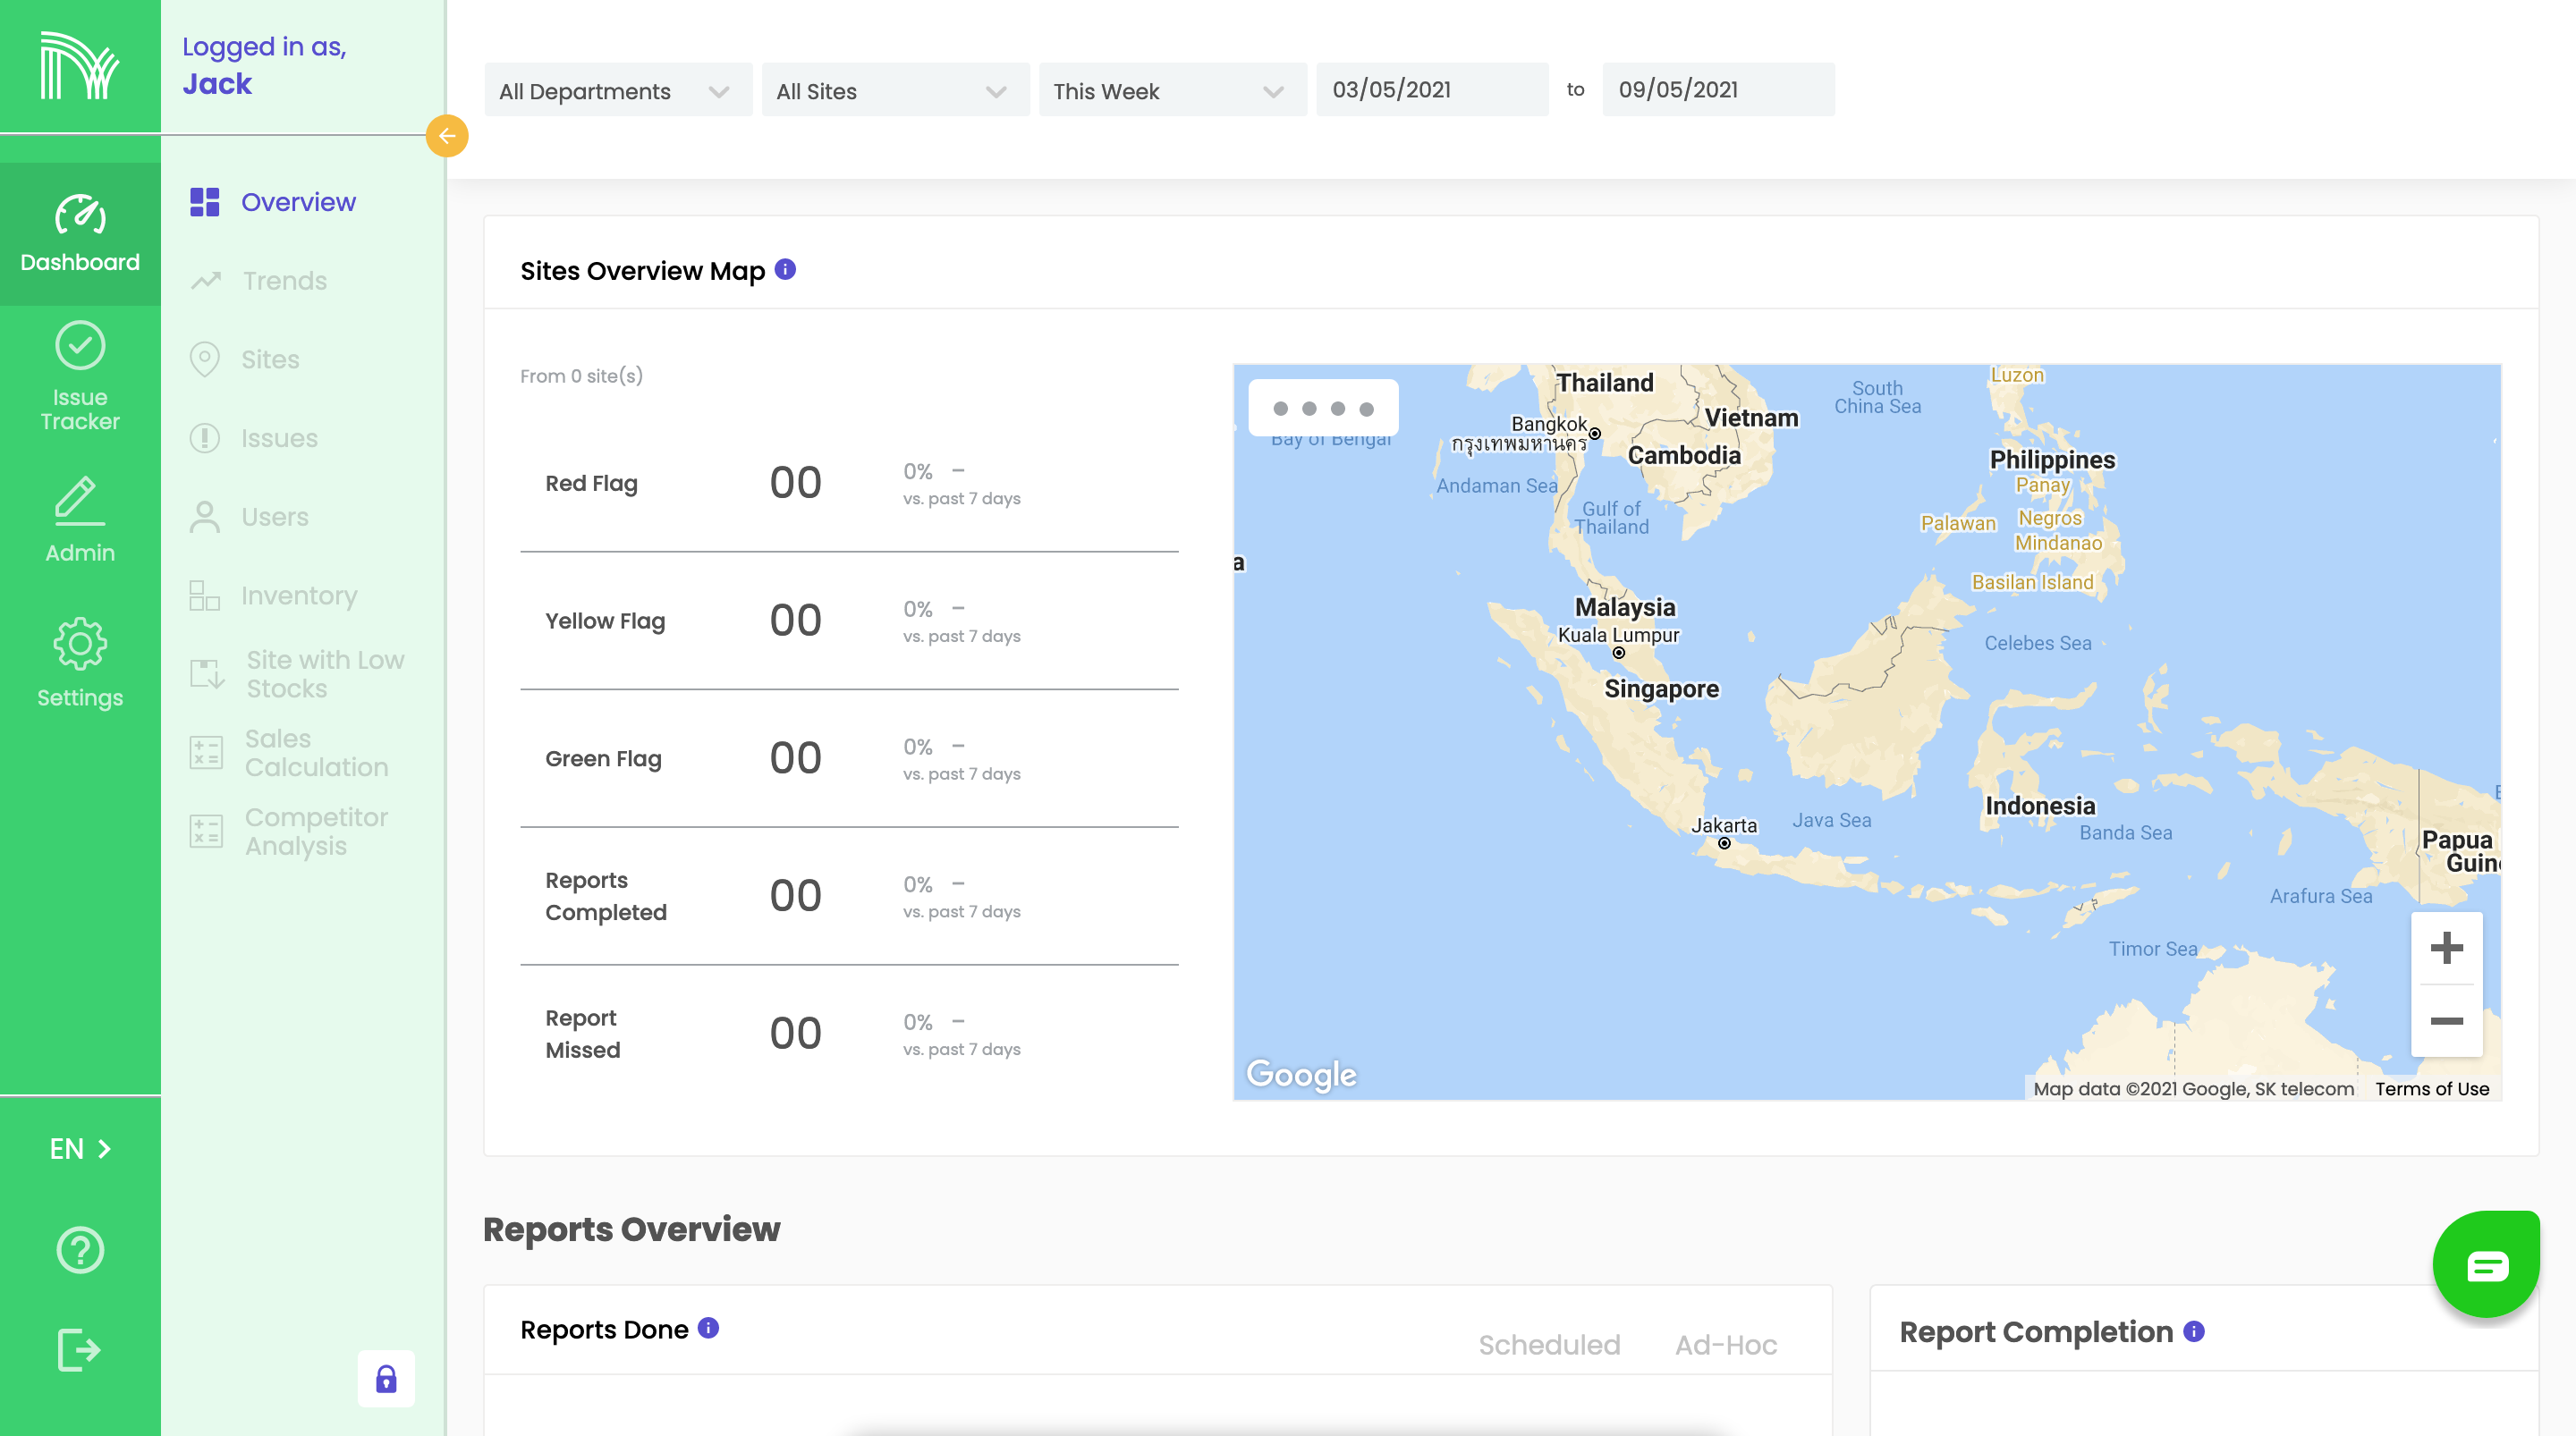 Logged in as,
Jack
All Departments
All Sites
This Week
03/05/2021
to
09/05/2021
Dashboard
Issue
Tracker
Admin
Settings
EN
Overview
Trends
Sites
Issues
Users
Inventory
Site with Low
Stocks
Sales
Calculation
Competitor
Analysis
Sites Overview Map
From 0 site(s)
Red Flag
00
0% –
vs. past 7 days
Yellow Flag
00
0% –
vs. past 7 days
Green Flag
00
0% –
vs. past 7 days
Reports
Completed
00
0% –
vs. past 7 days
Report
Missed
00
0% –
vs. past 7 days
Thailand
South
China Sea
Luzon
Vietnam
Bangkok
กรุงเทพมหานคร
Bay of Bengal
Cambodia
Philippines
Andaman Sea
Panay
Gulf of
Thailand
Palawan
Negros
Mindanao
a
Basilan Island
Malaysia
Kuala Lumpur
Celebes Sea
Singapore
Indonesia
Jakarta
Java Sea
Banda Sea
Papua
Guin
Arafura Sea
Timor Sea
Google
Map data ©2021 Google, SK telecom
Terms of Use
Reports Overview
Reports Done
Scheduled
Ad-Hoc
Report Completion